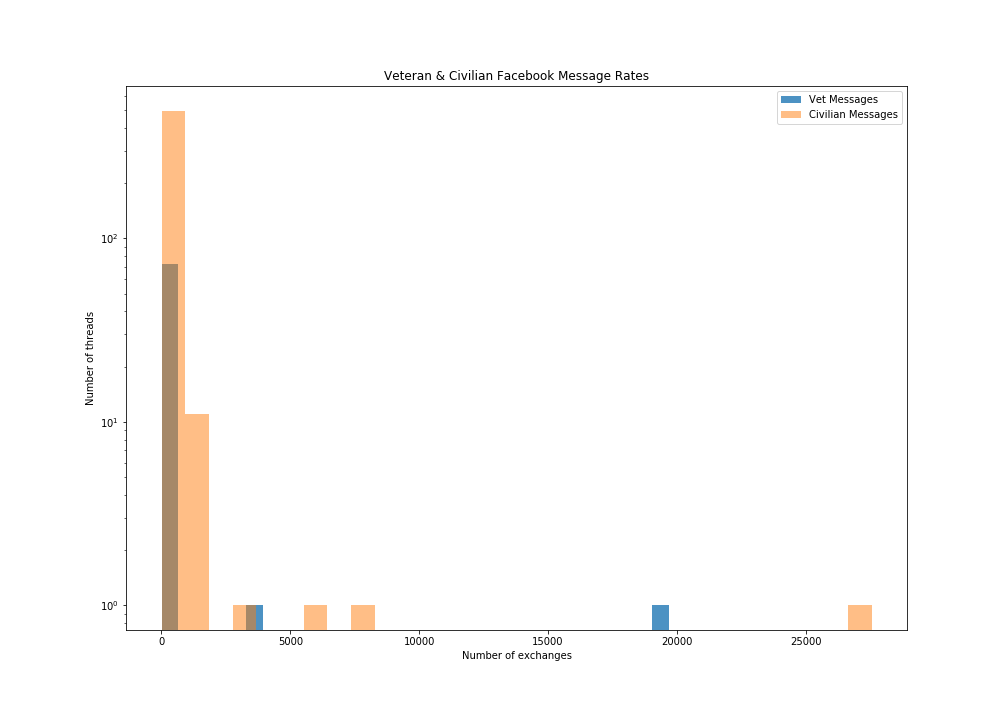 Veteran & Civilian Facebook Message Rates
Vet Messages
Civilian Messages
Number of threads
10²
10¹
10⁰
0 5000 10000 15000 20000 25000
Number of exchanges